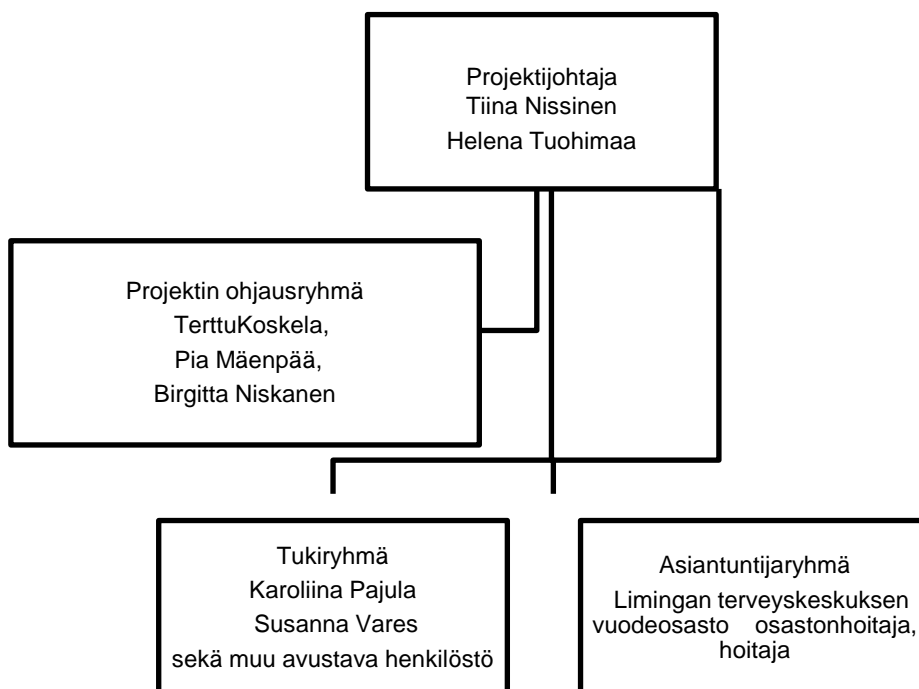 Projektijohtaja
Tiina Nissinen
Helena Tuohimaa
Projektin ohjausryhmä
TerttuKoskela,
Pia Mäenpää,
Birgitta Niskanen
Tukiryhmä
Karoliina Pajula
Susanna Vares
sekä muu avustava henkilöstö
Asiantuntijaryhmä
Limingan terveyskeskuksen
vuodeosasto osastonhoitaja,
hoitaja